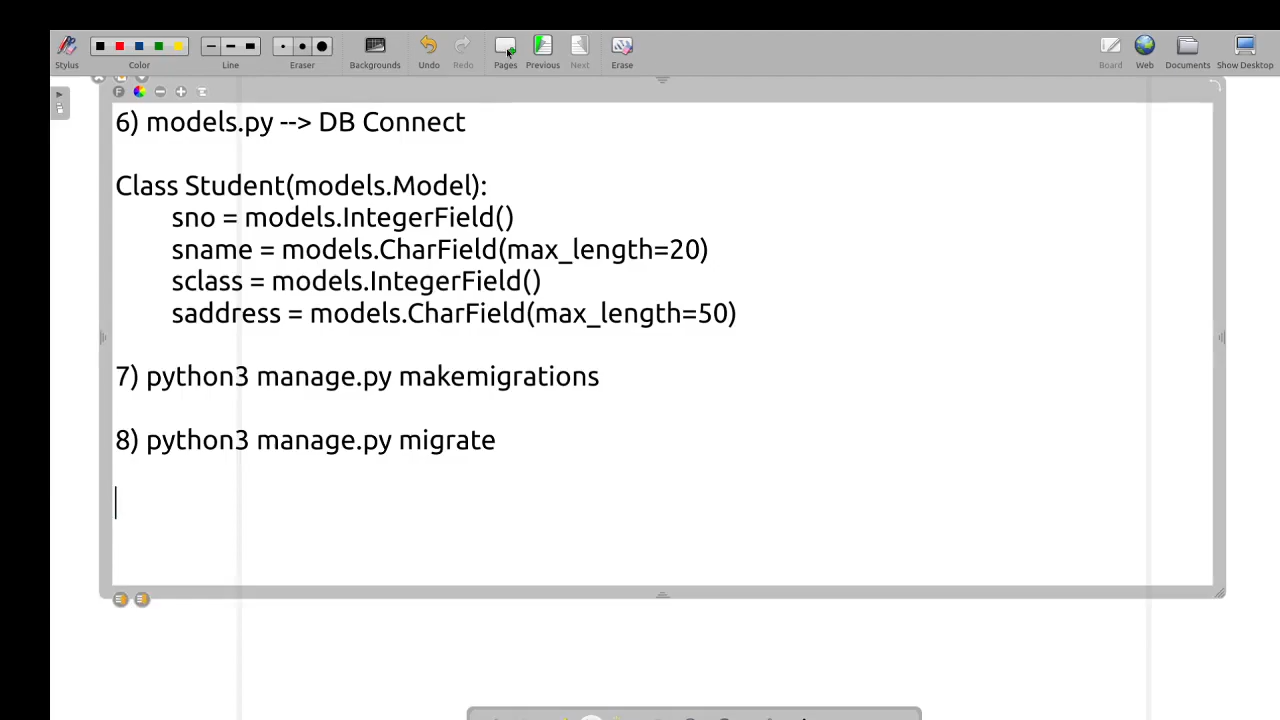 Stylus
Color
Line
Eraser
Backgrounds
Undo
Redo
Pages
Previous
Next
Erase
Board
Web
Documents
Show Desktop
F
6) models.py --> DB Connect
Class Student(models.Model):
sno = models.IntegerField()
sname = models.CharField(max_length=20)
sclass = models.IntegerField()
saddress = models.CharField(max_length=50)
7) python3 manage.py makemigrations
8) python3 manage.py migrate